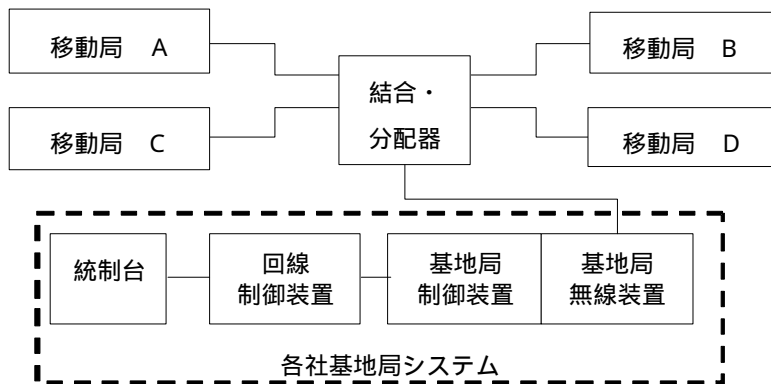 移動局 A
移動局 B
結合・
分配器
移動局 C
移動局 D
統制台
回線
制御装置
基地局
制御装置
基地局
無線装置
各社基地局システム